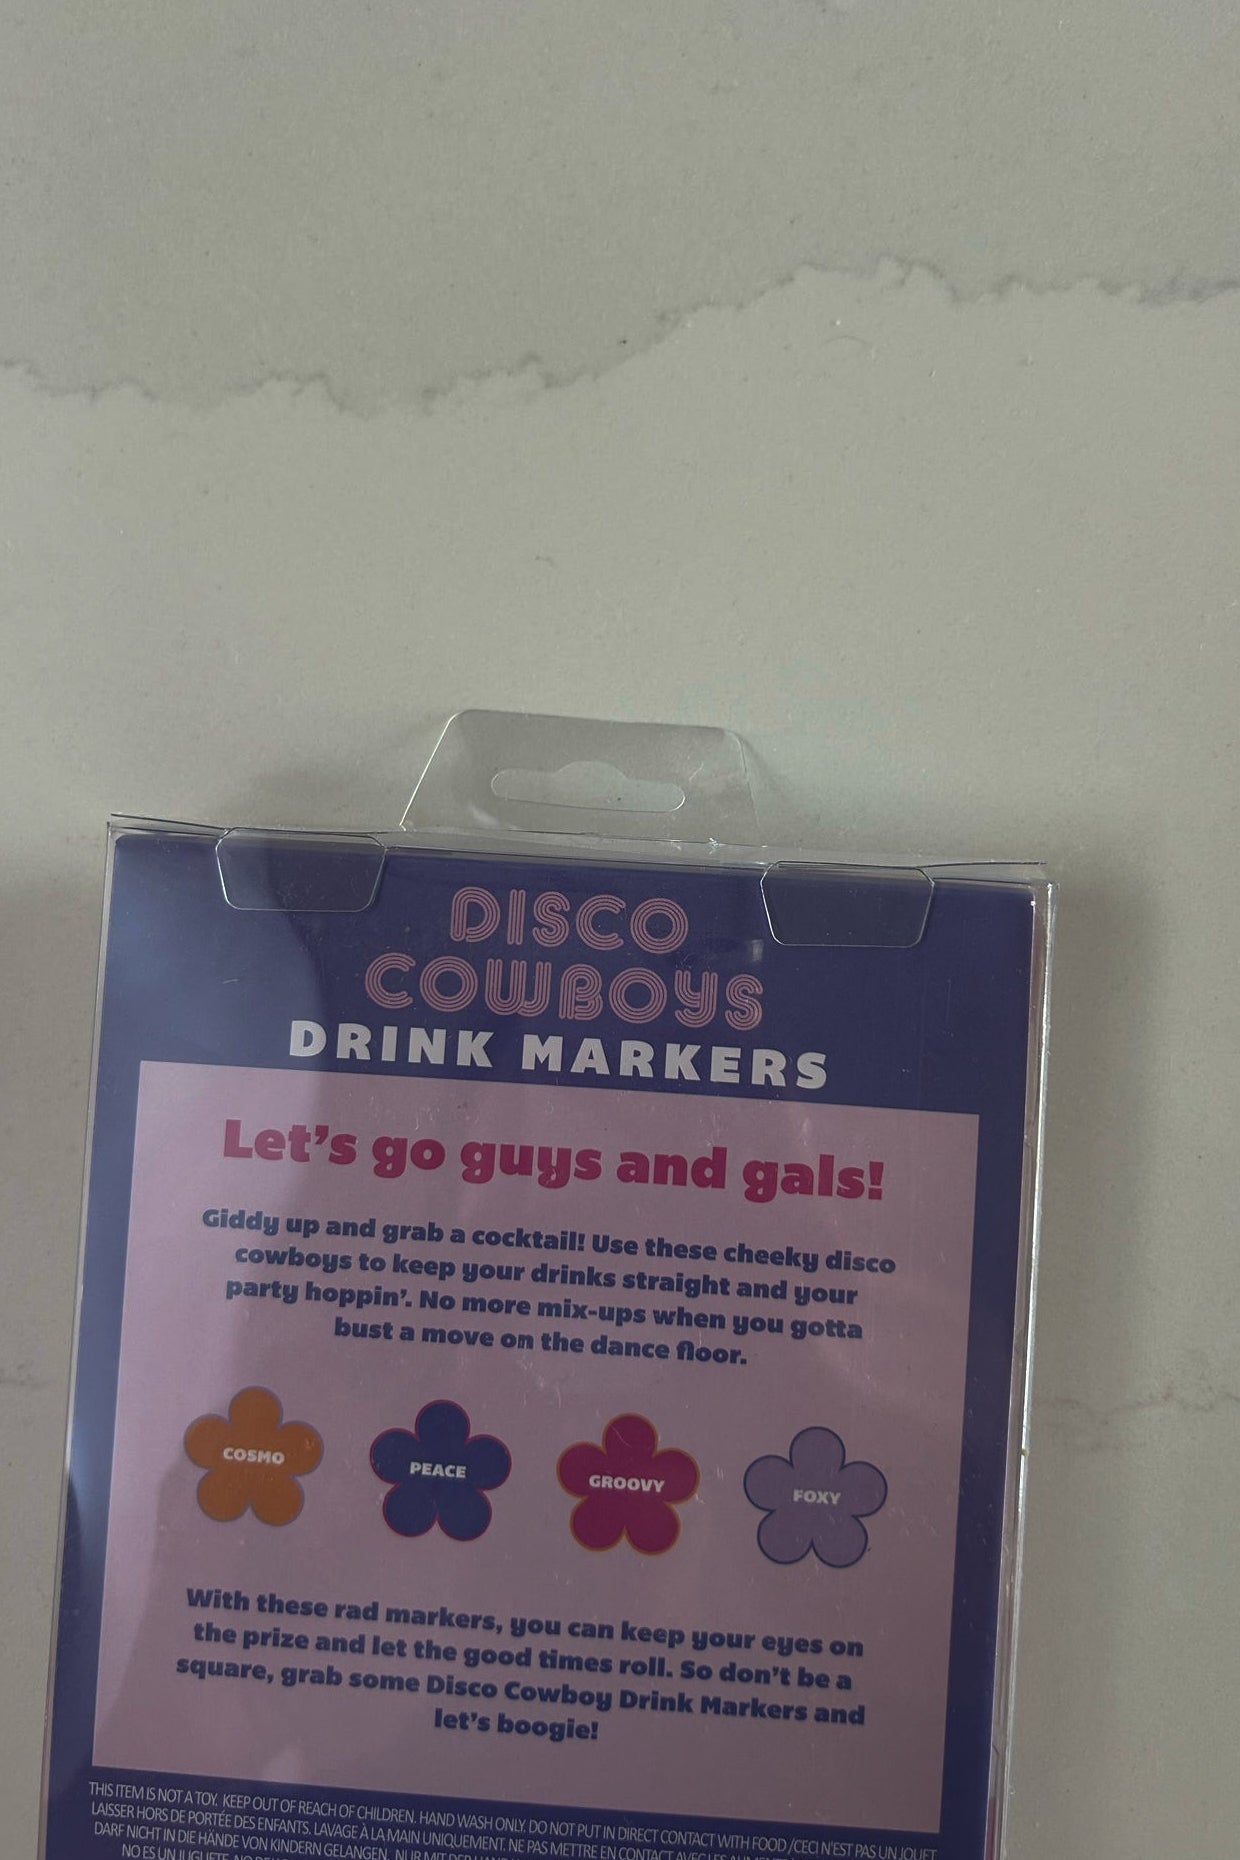 DISCO
COWBOYS
DRINK MARKERS
Let's go guys and gals!
Giddy up and grab a cocktail! Use these cheeky disco
cowboys to keep your drinks straight and your
party hoppin'. No more mix-ups when you gotta
bust a move on the dance floor.
COSMO
PEACE
GROOVY
FOXY
With these rad markers, you can keep your eyes on
the prize and let the good times roll. So don't be a
square, grab some Disco Cowboy Drink Markers and
let's boogie!
THIS ITEM IS NOT A TOY. KEEP OUT OF REACH OF CHILDREN. HAND WASH ONLY. DO NOT PUT IN DIRECT CONTACT WITH FOOD / CECI N'EST PAS UN JOUET
LAISSER HORS DE PORTÉE DES ENFANTS. LAVAGE À LA MAIN UNIQUEMENT. NE PAS METTRE EN CONTACT AVEC LES
DARF NICHT IN DIE HÄNDE VON KINDERN GELANGEN. NUR MIT DER
NO ES UN JUGUETE.